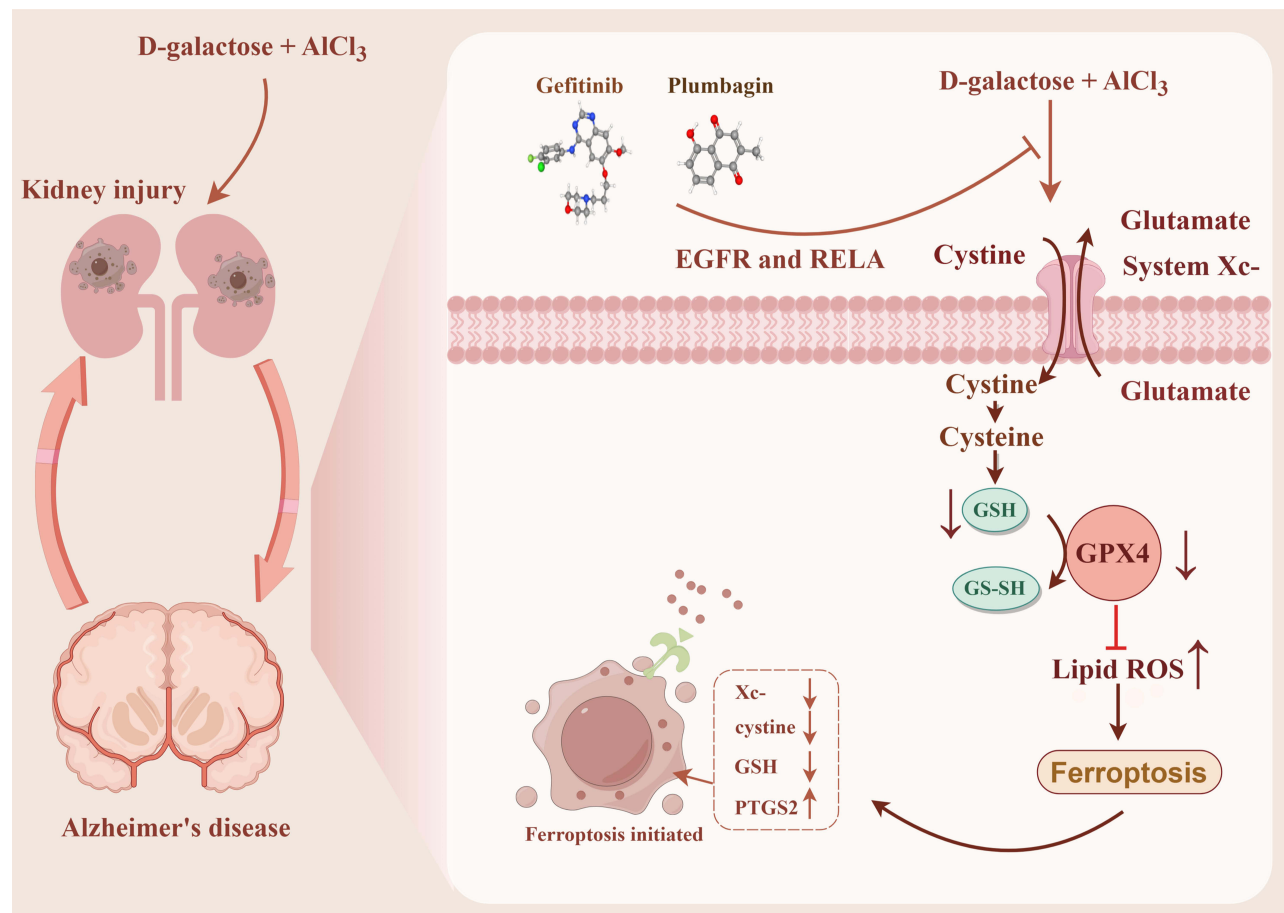 D-galactose + AlCl3
Kidney injury
Alzheimer's disease
Gefitinib
Plumbagin
D-galactose + AlCl3
EGFR and RELA
Cystine
Glutamate
System Xc-
Cystine
Glutamate
Cysteine
GSH
GPX4
GS-SH
Lipid ROS
Ferroptosis
Xc-
cystine
GSH
PTGS2
Ferroptosis initiated